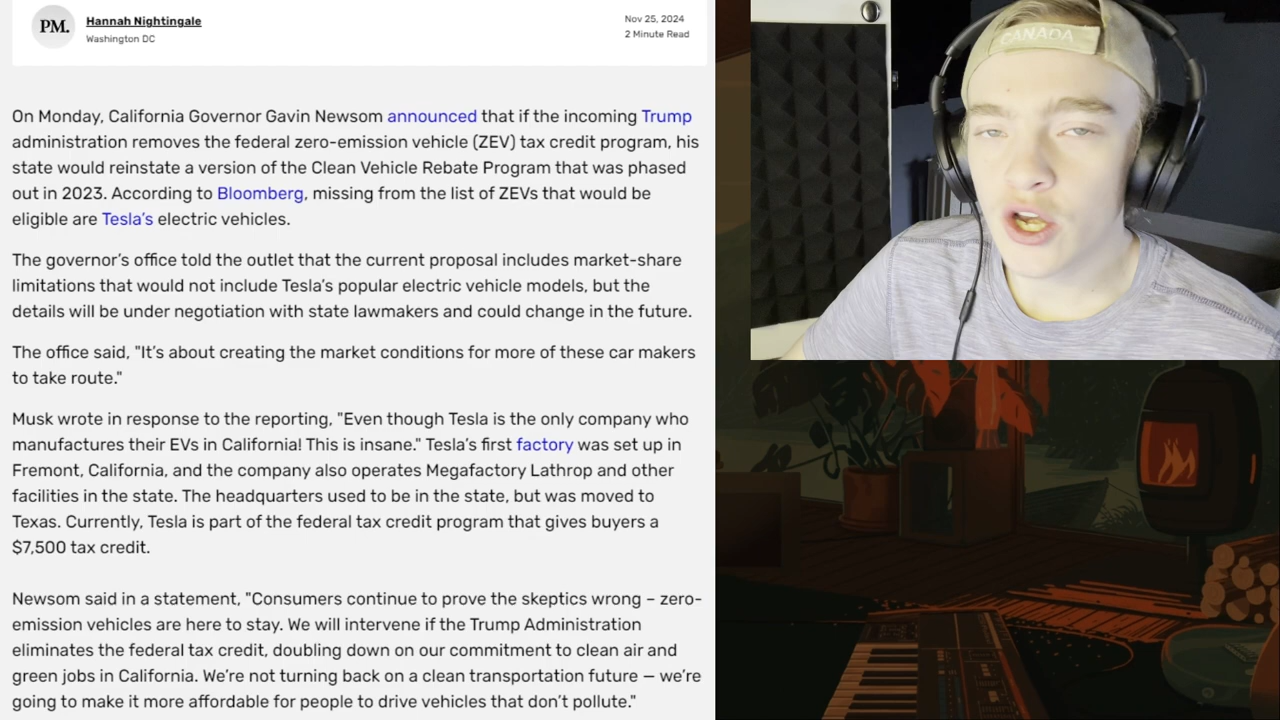 PM.
Hannah Nightingale
Washington DC
Nov 25, 2024
2 Minute Read
On Monday, California Governor Gavin Newsom announced that if the incoming Trump
administration removes the federal zero-emission vehicle (ZEV) tax credit program, his
state would reinstate a version of the Clean Vehicle Rebate Program that was phased
out in 2023. According to Bloomberg, missing from the list of ZEVs that would be
eligible are Tesla's electric vehicles.
The governor's office told the outlet that the current proposal includes market-share
limitations that would not include Tesla's popular electric vehicle models, but the
details will be under negotiation with state lawmakers and could change in the future.
The office said, "It's about creating the market conditions for more of these car makers
to take route."
Musk wrote in response to the reporting, "Even though Tesla is the only company who
manufactures their EVs in California! This is insane." Tesla's first factory was set up in
Fremont, California, and the company also operates Megafactory Lathrop and other
facilities in the state. The headquarters used to be in the state, but was moved to
Texas. Currently, Tesla is part of the federal tax credit program that gives buyers a
$7,500 tax credit.
Newsom said in a statement, "Consumers continue to prove the skeptics wrong – zero-
emission vehicles are here to stay. We will intervene if the Trump Administration
eliminates the federal tax credit, doubling down on our commitment to clean air and
green jobs in California. We're not turning back on a clean transportation future — we're
going to make it more affordable for people to drive vehicles that don't pollute."
CANADA